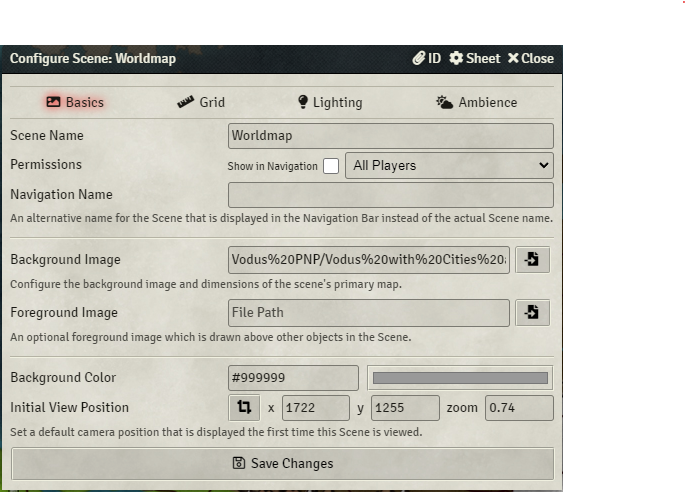 Configure Scene: Worldmap ID Sheet Close
Basics Grid Lighting Ambience
Scene Name Worldmap
Permissions Show in Navigation All Players
Navigation Name
An alternative name for the Scene that is displayed in the Navigation Bar instead of the actual Scene name.
Background Image Vodus%20PNP/Vodus%20with%20Cities%20
Configure the background image and dimensions of the scene's primary map.
Foreground Image File Path
An optional foreground image which is drawn above other objects in the Scene.
Background Color #999999
Initial View Position x 1722 y 1255 zoom 0.74
Set a default camera position that is displayed the first time this Scene is viewed.
Save Changes